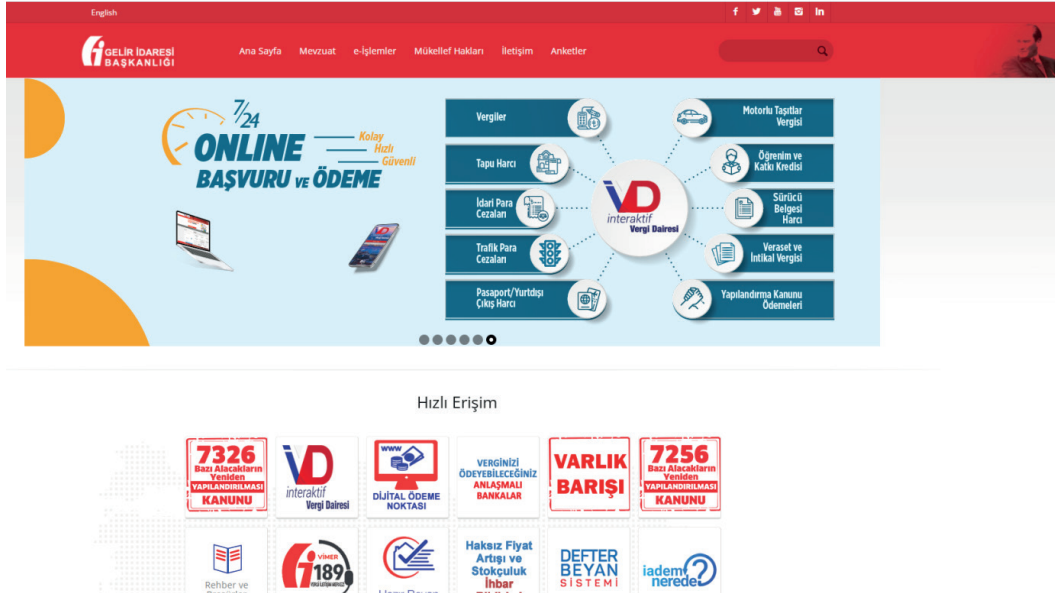 English
GELİR İDARESİ
BAŞKANLIĞI
Ana Sayfa Mevzuat e-İşlemler Mükellef Hakları İletişim Anketler
7/24
ONLINE
BAŞVURU VE ÖDEME
Kolay
Hızlı
Güvenli
Vergiler
Tapu Harcı
İdari Para
Cezaları
Trafik Para
Cezaları
Pasaport/Yurtdışı
Çıkış Harcı
interaktif
Vergi Dairesi
Motorlu Taşıtlar
Vergisi
Öğrenim ve
Katkı Kredisi
Sürücü
Belgesi
Harcı
Veraset ve
İntikal Vergisi
Yapılandırma Kanunu
Ödemeleri
Hızlı Erişim
7326
Bazı Alacakların
Yeniden
YAPILANDIRILMASI
KANUNU
interaktif
Vergi Dairesi
www
DİJİTAL ÖDEME
NOKTASI
VERGİNİZİ
ÖDEYEBİLECEĞİNİZ
ANLAŞMALI
BANKALAR
VARLIK
BARIŞI
7256
Bazı Alacakların
Yeniden
YAPILANDIRILMASI
KANUNU
Rehber ve
VİMER
189
Haksız Fiyat
Artışı ve
Stokçuluk
İhbar
DEFTER
BEYAN
SİSTEMİ
iadem
nerede?